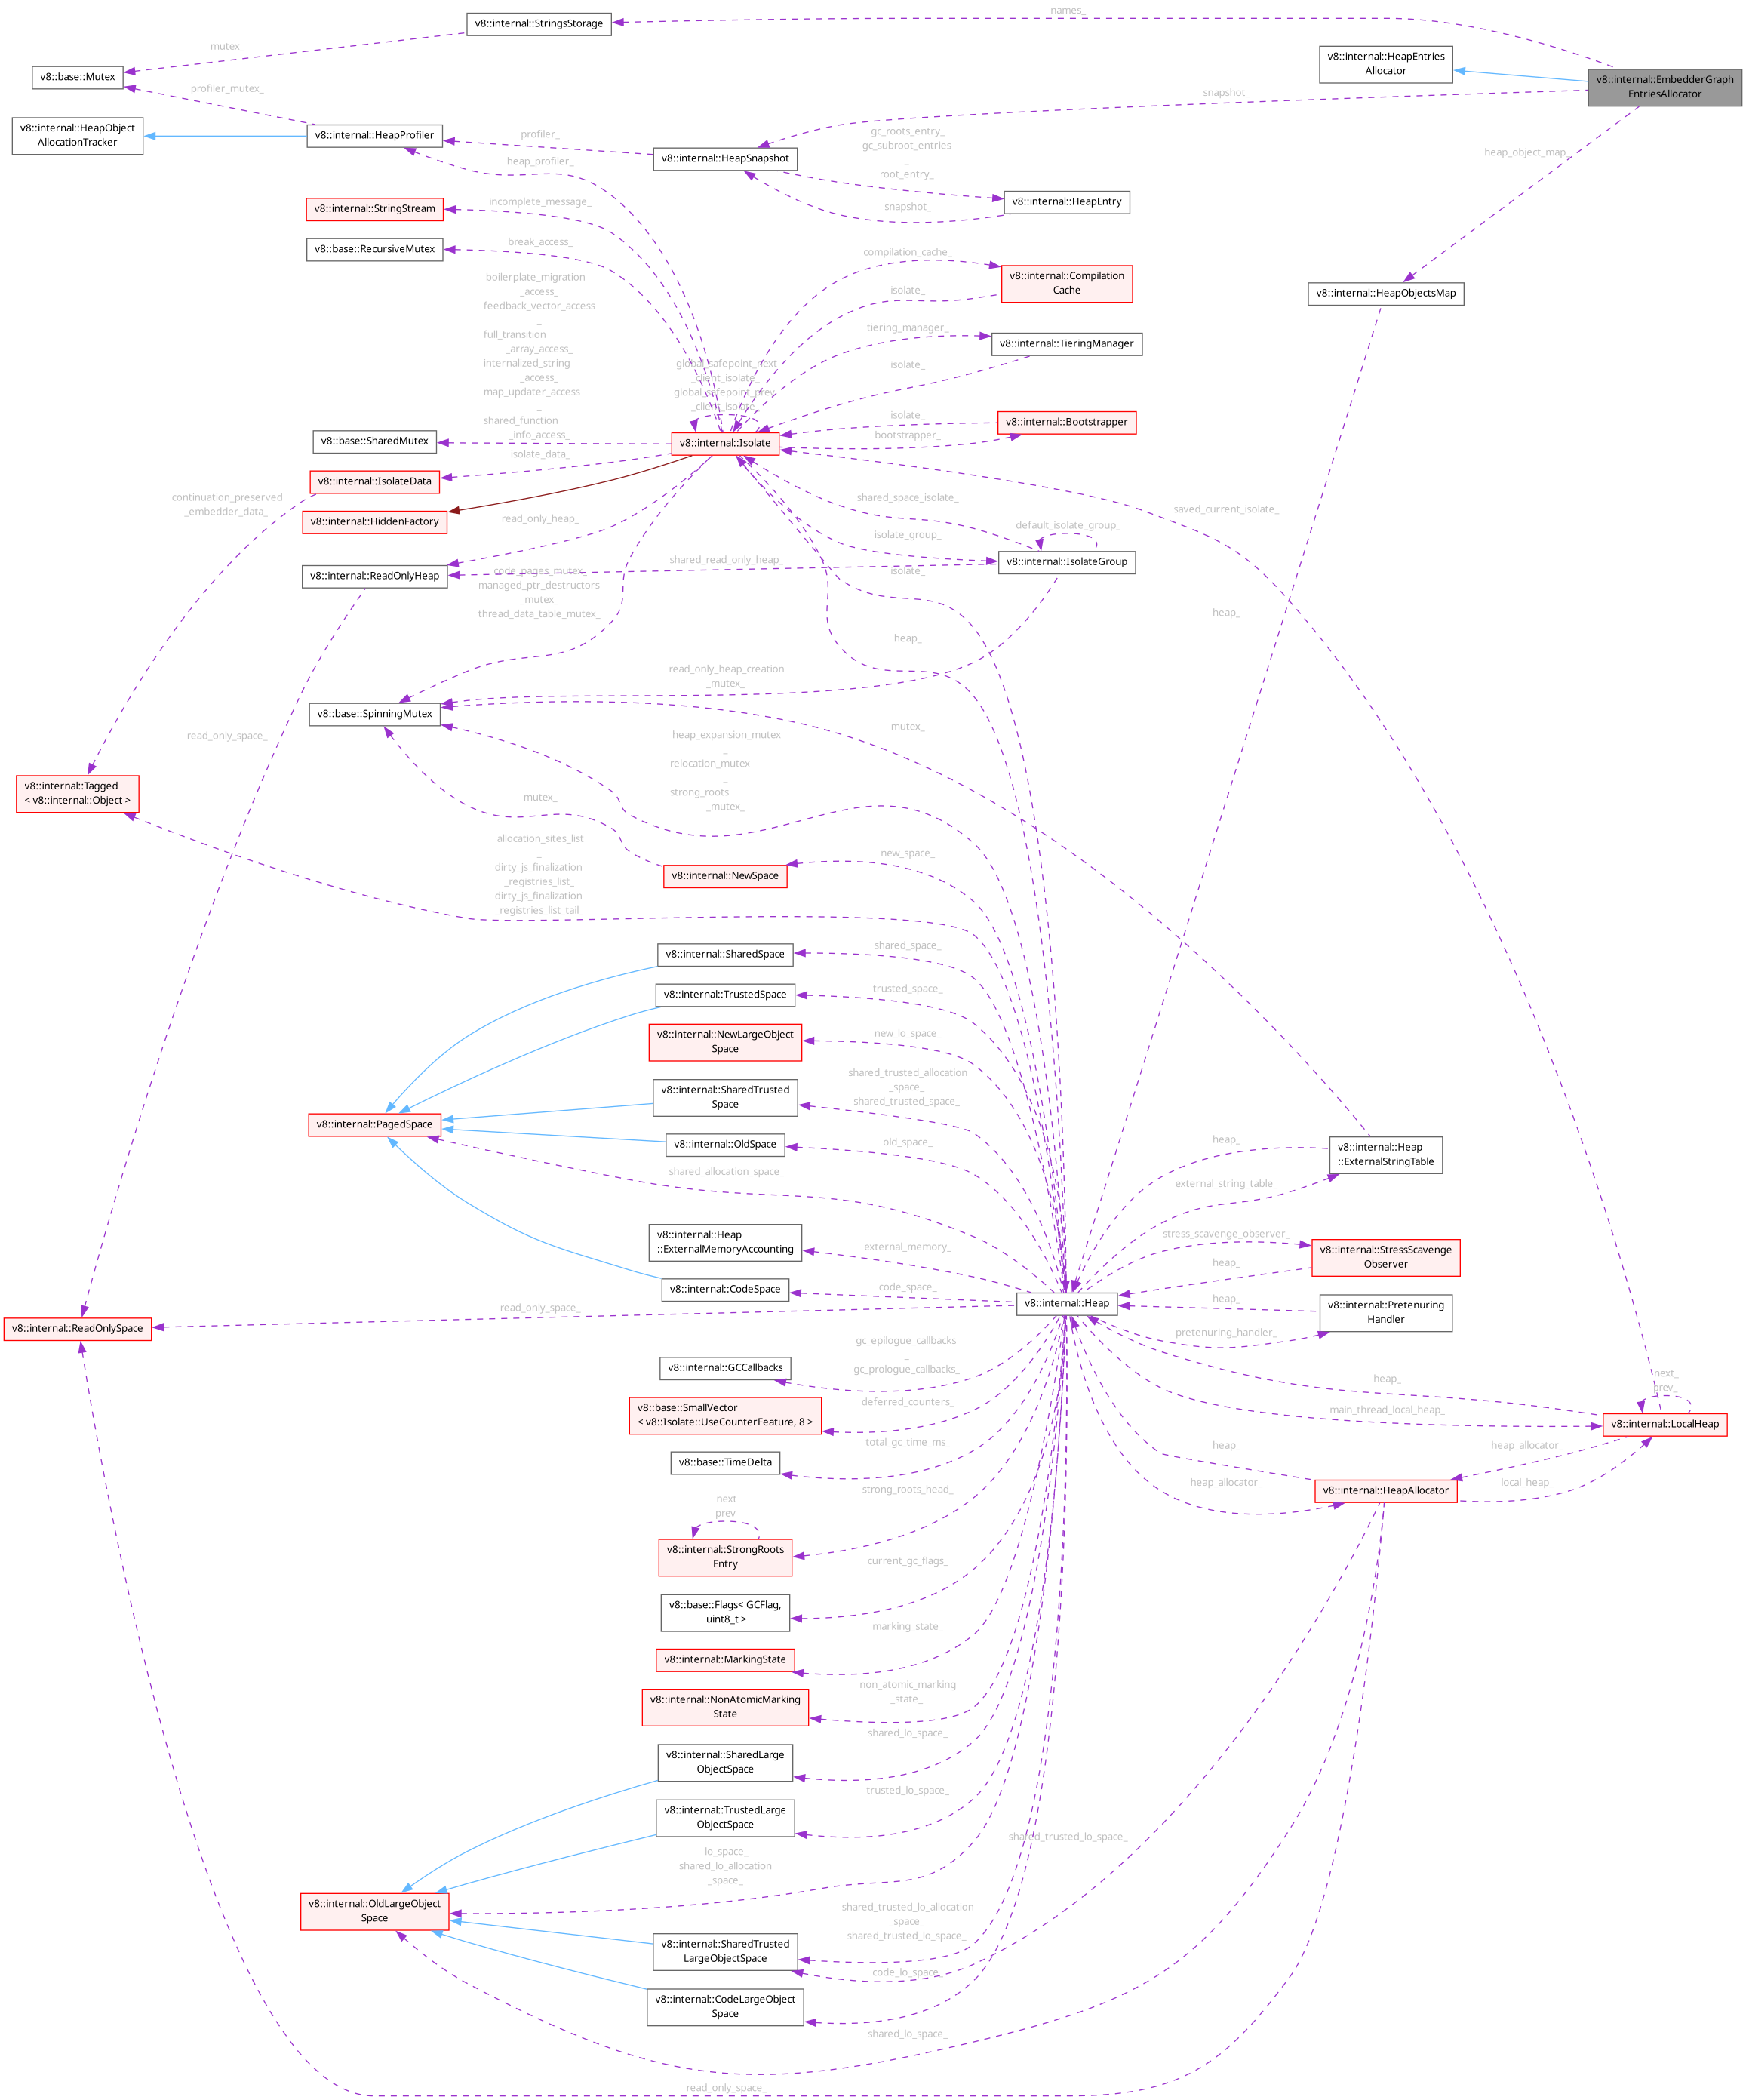 names_
v8::internal::StringsStorage
mutex_
v8::internal::HeapEntries
Allocator
v8::base::Mutex
v8::internal::EmbedderGraph
EntriesAllocator
profiler_mutex_
snapshot_
v8::internal::HeapObject
AllocationTracker
v8::internal::HeapProfiler
profiler_
gc_roots_entry_
gc_subroot_entries
_
root_entry_
heap_profiler_
v8::internal::HeapSnapshot
heap_object_map_
v8::internal::StringStream
incomplete_message_
snapshot_
v8::internal::HeapEntry
v8::base::RecursiveMutex
break_access_
compilation_cache_
v8::internal::Compilation
Cache
isolate_
v8::internal::HeapObjectsMap
boilerplate_migration
_access_
feedback_vector_access
_
full_transition
_array_access_
internalized_string
_access_
map_updater_access
_
shared_function
_info_access_
tiering_manager_
v8::internal::TieringManager
isolate_
global_safepoint_next
_client_isolate_
global_safepoint_prev
_client_isolate_
v8::base::SharedMutex
v8::internal::Isolate
isolate_
bootstrapper_
v8::internal::Bootstrapper
isolate_data_
v8::internal::IsolateData
continuation_preserved
_embedder_data_
v8::internal::HiddenFactory
read_only_heap_
shared_space_isolate_
isolate_group_
default_isolate_group_
saved_current_isolate_
v8::internal::ReadOnlyHeap
shared_read_only_heap_
v8::internal::IsolateGroup
code_pages_mutex_
managed_ptr_destructors
_mutex_
thread_data_table_mutex_
isolate_
heap_
heap_
read_only_heap_creation
_mutex_
v8::base::SpinningMutex
read_only_space_
mutex_
heap_expansion_mutex
_
relocation_mutex
_
strong_roots
_mutex_
v8::internal::Tagged
< v8::internal::Object >
mutex_
allocation_sites_list
_
dirty_js_finalization
_registries_list_
dirty_js_finalization
_registries_list_tail_
v8::internal::NewSpace
new_space_
v8::internal::SharedSpace
shared_space_
v8::internal::TrustedSpace
trusted_space_
v8::internal::NewLargeObject
Space
new_lo_space_
v8::internal::SharedTrusted
Space
shared_trusted_allocation
_space_
shared_trusted_space_
v8::internal::PagedSpace
v8::internal::OldSpace
old_space_
shared_allocation_space_
heap_
v8::internal::Heap
::ExternalStringTable
external_string_table_
v8::internal::Heap
::ExternalMemoryAccounting
external_memory_
stress_scavenge_observer_
v8::internal::StressScavenge
Observer
heap_
v8::internal::CodeSpace
code_space_
v8::internal::Heap
heap_
v8::internal::Pretenuring
Handler
pretenuring_handler_
v8::internal::ReadOnlySpace
read_only_space_
v8::internal::GCCallbacks
gc_epilogue_callbacks
_
gc_prologue_callbacks_
heap_
next_
prev_
v8::base::SmallVector
< v8::Isolate::UseCounterFeature, 8 >
deferred_counters_
main_thread_local_heap_
v8::internal::LocalHeap
v8::base::TimeDelta
total_gc_time_ms_
heap_
heap_allocator_
heap_allocator_
v8::internal::HeapAllocator
local_heap_
next
prev
strong_roots_head_
v8::internal::StrongRoots
Entry
current_gc_flags_
v8::base::Flags< GCFlag,
uint8_t >
marking_state_
v8::internal::MarkingState
v8::internal::NonAtomicMarking
State
non_atomic_marking
_state_
shared_lo_space_
v8::internal::SharedLarge
ObjectSpace
trusted_lo_space_
v8::internal::TrustedLarge
ObjectSpace
shared_trusted_lo_space_
lo_space_
shared_lo_allocation
_space_
v8::internal::OldLargeObject
Space
shared_trusted_lo_allocation
_space_
shared_trusted_lo_space_
v8::internal::SharedTrusted
LargeObjectSpace
code_lo_space_
v8::internal::CodeLargeObject
Space
shared_lo_space_
read_only_space_